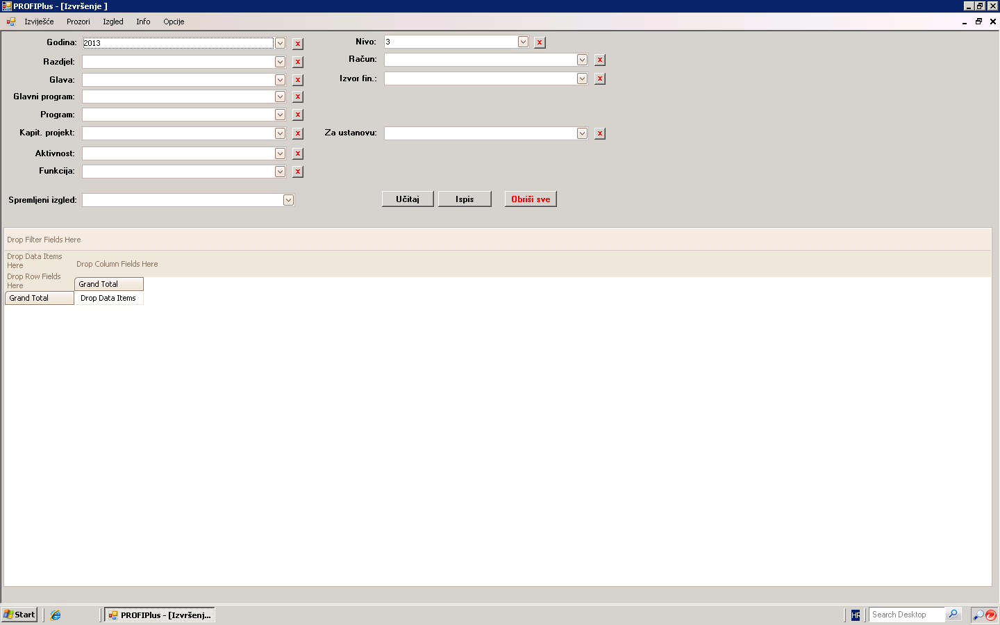 PROFIPlus - [Izvršenje ]
Izviješće Prozori Izgled Info Opcije
Godina: 2013 x Nivo: 3 x
Razdjel: x Račun: x
Glava: x Izvor fin.: x
Glavni program: x
Program: x
Kapit. projekt: x Za ustanovu: x
Aktivnost: x
Funkcija: x
Spremljeni izgled: Učitaj Ispis Obriši sve
Drop Filter Fields Here
Drop Data Items
Here
Drop Column Fields Here
Drop Row Fields
Here
Grand Total
Grand Total Drop Data Items
Start PROFIPlus - [Izvršenj... HR Search Desktop